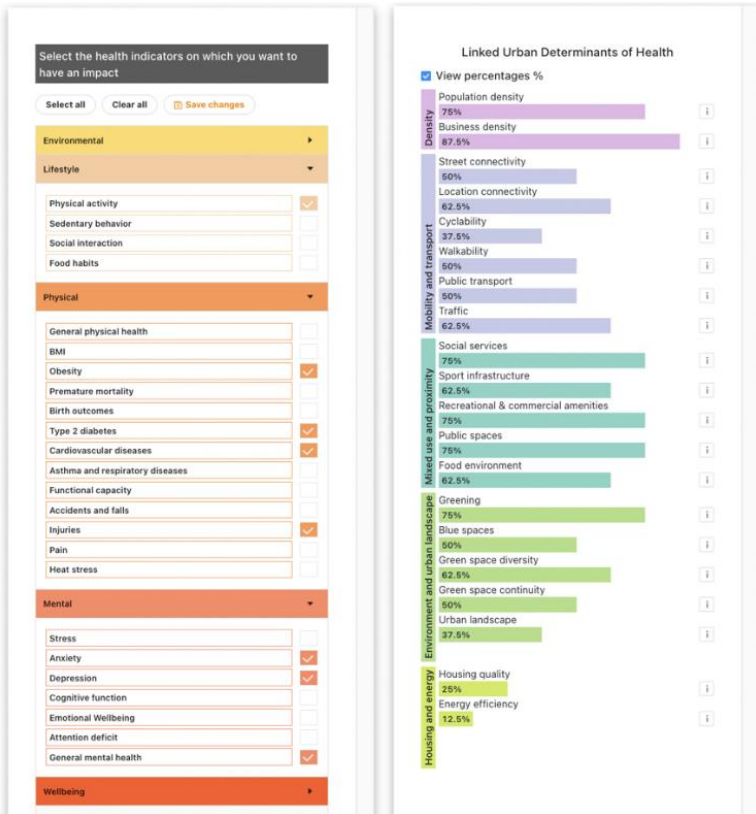 Select the health indicators on which you want to
have an impact
Select all
Clear all
Save changes
Environmental
Lifestyle
Physical activity
Sedentary behavior
Social interaction
Food habits
Physical
General physical health
BMI
Obesity
Premature mortality
Birth outcomes
Type 2 diabetes
Cardiovascular diseases
Asthma and respiratory diseases
Functional capacity
Accidents and falls
Injuries
Pain
Heat stress
Mental
Stress
Anxiety
Depression
Cognitive function
Emotional Wellbeing
Attention deficit
General mental health
Wellbeing
Linked Urban Determinants of Health
View percentages %
Density
Population density
75%
i
Business density
87.5%
i
Mobility and transport
Street connectivity
50%
i
Location connectivity
62.5%
i
Cyclability
37.5%
i
Walkability
50%
i
Public transport
50%
i
Traffic
62.5%
i
Mixed use and proximity
Social services
75%
i
Sport infrastructure
62.5%
i
Recreational & commercial amenities
75%
i
Public spaces
75%
i
Food environment
62.5%
i
Environment and urban landscape
Greening
75%
i
Blue spaces
50%
i
Green space diversity
62.5%
i
Green space continuity
50%
i
Urban landscape
37.5%
i
Housing and energy
Housing quality
25%
i
Energy efficiency
12.5%
i